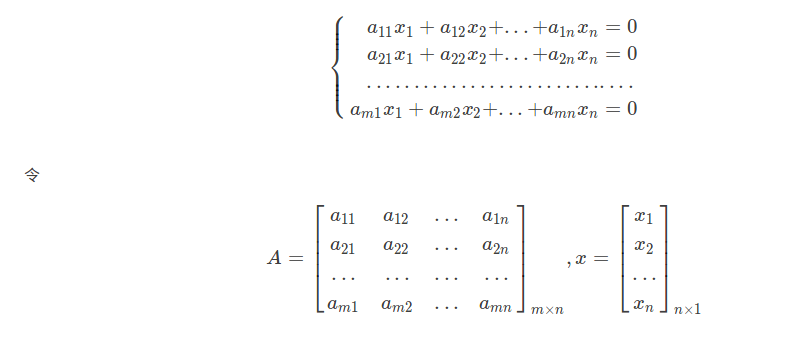 a₁₁x₁ + a₁₂x₂+...+a₁ₙxₙ = 0
a₂₁x₁ + a₂₂x₂+...+a₂ₙxₙ = 0
..............................
aₘ₁x₁ + aₘ₂x₂+...+aₘₙxₙ = 0
令
A = [a₁₁ a₁₂ ... a₁ₙ
a₂₁ a₂₂ ... a₂ₙ
... ... ... ...
aₘ₁ aₘ₂ ... aₘₙ]ₘ×ₙ , x = [x₁
x₂
...
xₙ]ₙ×₁